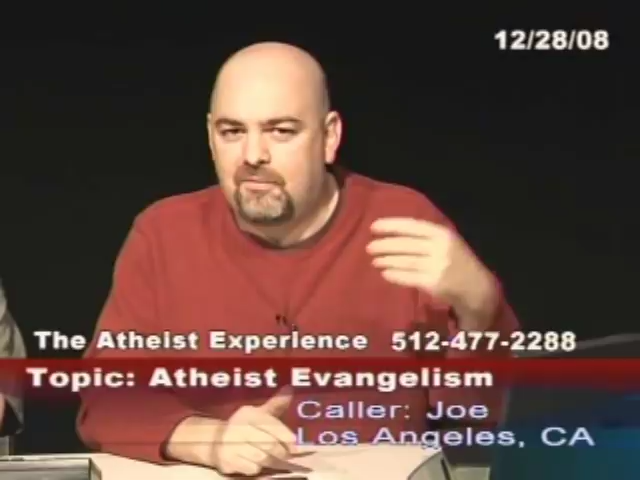 12/28/08
The Atheist Experience 512-477-2288
Topic: Atheist Evangelism
Caller: Joe
Los Angeles, CA